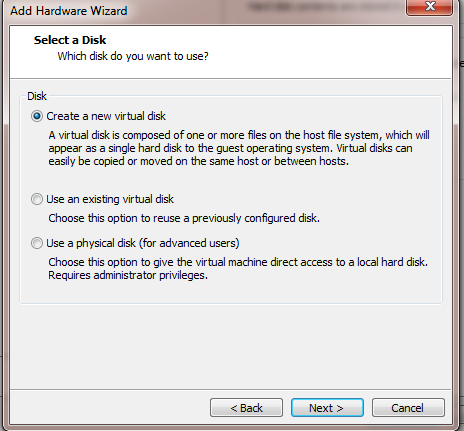 Add Hardware Wizard
Select a Disk
Which disk do you want to use?
Disk
Create a new virtual disk
A virtual disk is composed of one or more files on the host file system, which will
appear as a single hard disk to the guest operating system. Virtual disks can
easily be copied or moved on the same host or between hosts.
Use an existing virtual disk
Choose this option to reuse a previously configured disk.
Use a physical disk (for advanced users)
Choose this option to give the virtual machine direct access to a local hard disk.
Requires administrator privileges.
< Back
Next >
Cancel